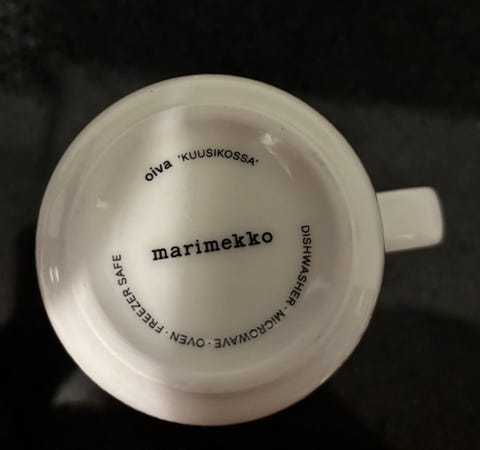 oiva 'KUUSIKOSSA'
marimekko
DISHWASHER · MICROWAVE · OVEN · FREEZER SAFE